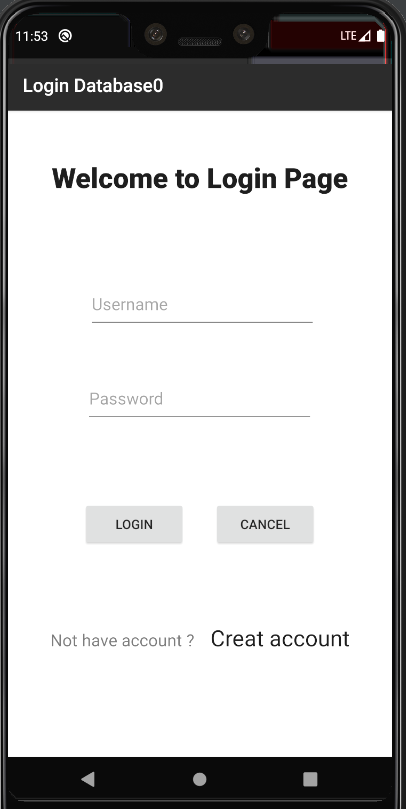 11:53 LTE
Login Database0
Welcome to Login Page
Username
Password
LOGIN CANCEL
Not have account ? Creat account